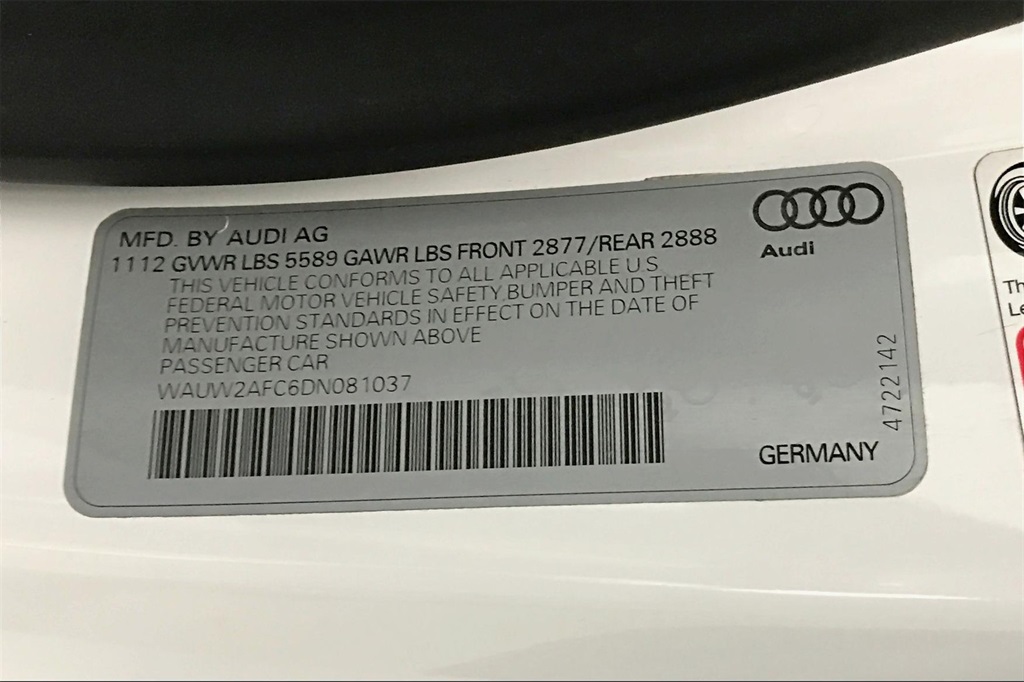 MFD. BY AUDI AG
1112 GVWR LBS 5589 GAWR LBS FRONT 2877/REAR 2888
THIS VEHICLE CONFORMS TO ALL APPLICABLE U.S
FEDERAL MOTOR VEHICLE SAFETY,BUMPER AND THEFT
PREVENTION STANDARDS IN EFFECT ON THE DATE OF
MANUFACTURE SHOWN ABOVE
PASSENGER CAR
WAUW2AFC6DN081037
Audi
4722142
GERMANY
Th
Le